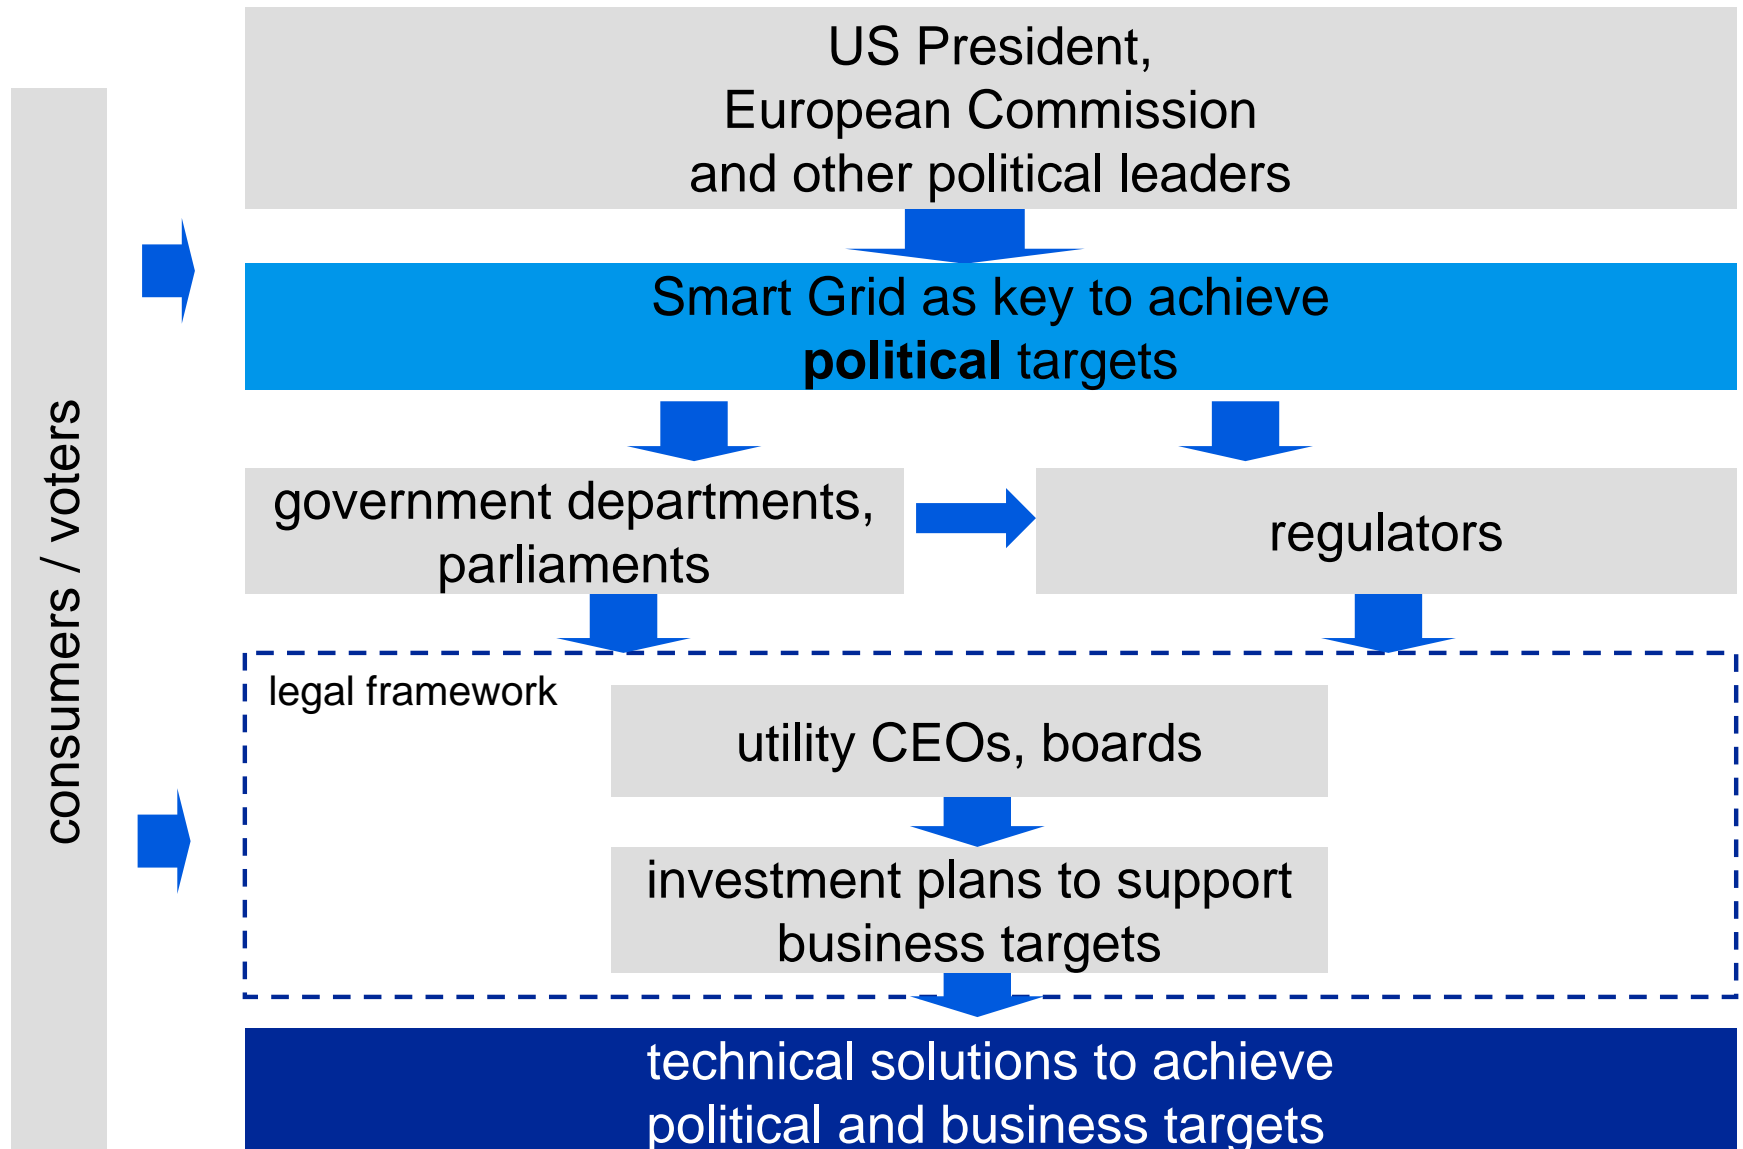 US President,
European Commission
and other political leaders
Smart Grid as key to achieve
political targets
government departments,
parliaments
regulators
consumers / voters
legal framework
utility CEOs, boards
investment plans to support
business targets
technical solutions to achieve
political and business targets